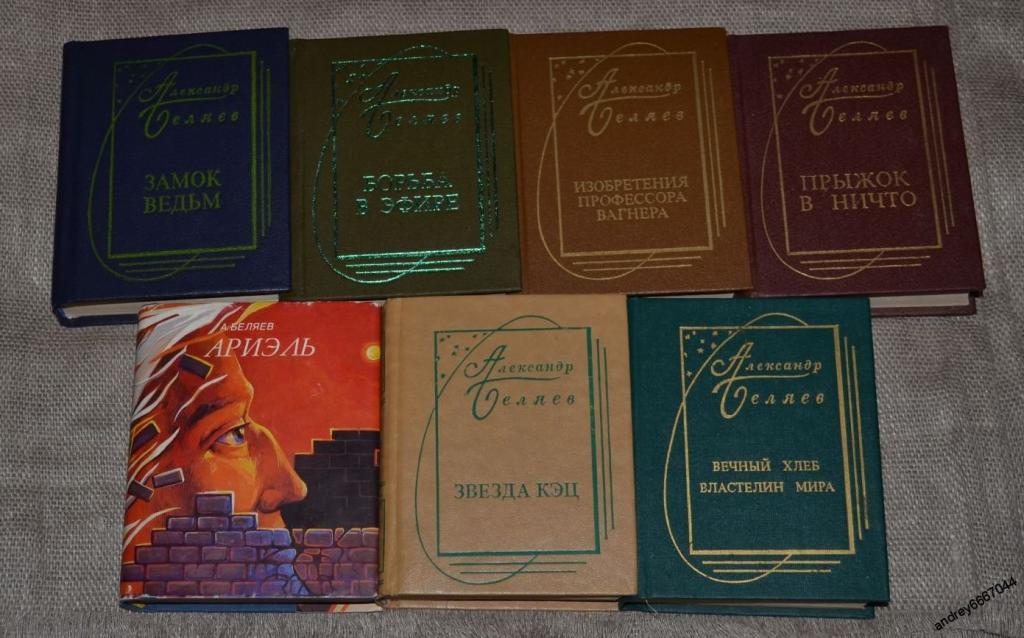 Александр
Беляев
ЗАМОК
ВЕДЬМ
Александр
Беляев
БОРЬБА
В ЭФИРЕ
Александр
Беляев
ИЗОБРЕТЕНИЯ
ПРОФЕССОРА
ВАГНЕРА
Александр
Беляев
ПРЫЖОК
В НИЧТО
А.БЕЛЯЕВ
АРИЭЛЬ
Александр
Беляев
ЗВЕЗДА КЭЦ
Александр
Беляев
ВЕЧНЫЙ ХЛЕБ
ВЛАСТЕЛИН МИРА
andrey6667044